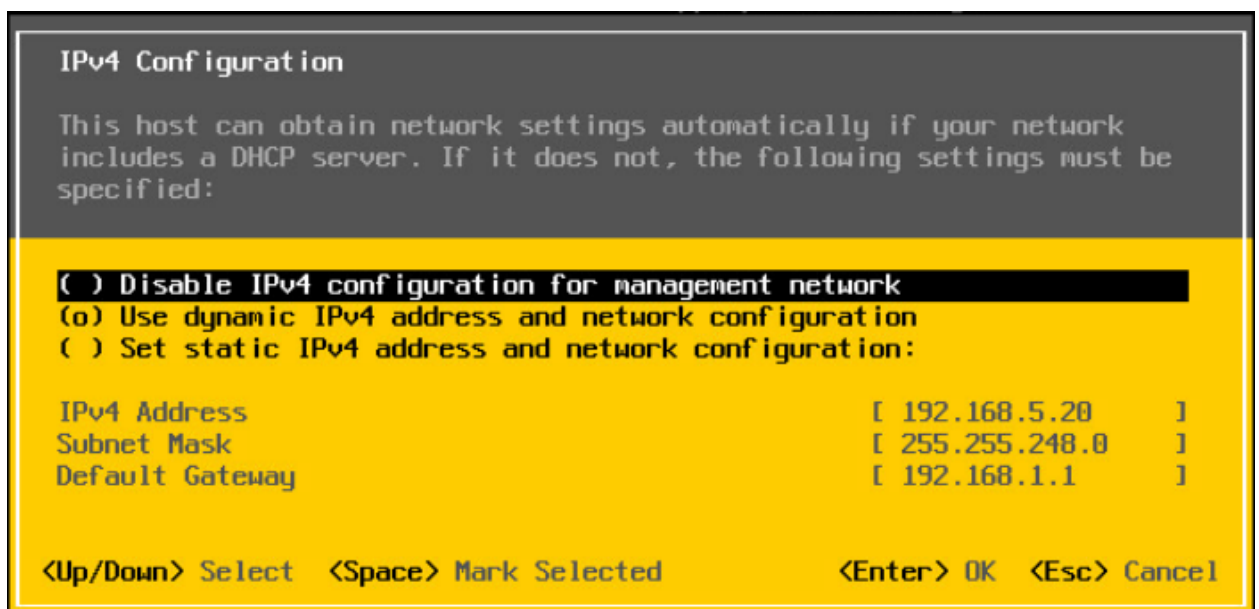 IPv4 Configuration
This host can obtain network settings automatically if your network
includes a DHCP server. If it does not, the following settings must be
specified:
( ) Disable IPv4 configuration for management network
(o) Use dynamic IPv4 address and network configuration
( ) Set static IPv4 address and network configuration:
IPv4 Address [ 192.168.5.20 ]
Subnet Mask [ 255.255.248.0 ]
Default Gateway [ 192.168.1.1 ]
<Up/Down> Select <Space> Mark Selected <Enter> OK <Esc> Cancel